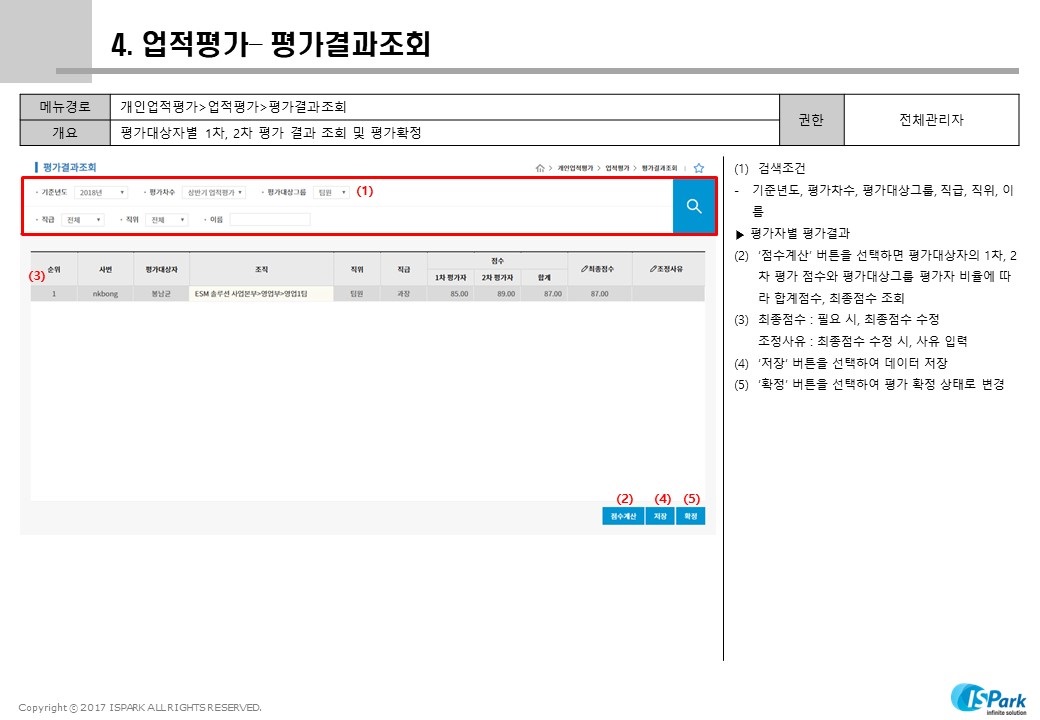 4. 업적평가– 평가결과조회
메뉴경로 개인업적평가>업적평가>평가결과조회 권한 전체관리자
개요 평가대상자별 1차, 2차 평가 결과 조회 및 평가확정
평가결과조회
개인업적평가 > 업적평가 > 평가결과조회
· 기준년도 2018년 · 평가차수 상반기 업적평가 · 평가대상그룹 팀원 (1)
· 직급 전체 · 직위 전체 · 이름
(3) 순위 사번 평가대상자 조직 직위 직급 점수 최종점수 조정사유
1차 평가자 2차 평가자 합계
1 nkbong 봉남군 ESM 솔루션 사업본부>영업부>영업1팀 팀원 과장 85.00 89.00 87.00 87.00
(2) (4) (5)
점수계산 저장 확정
(1) 검색조건
- 기준년도, 평가차수, 평가대상그룹, 직급, 직위, 이
름
▶ 평가자별 평가결과
(2) ‘점수계산’ 버튼을 선택하면 평가대상자의 1차, 2
차 평가 점수와 평가대상그룹 평가자 비율에 따
라 합계점수, 최종점수 조회
(3) 최종점수 : 필요 시, 최종점수 수정
조정사유 : 최종점수 수정 시, 사유 입력
(4) ‘저장’ 버튼을 선택하여 데이터 저장
(5) ‘확정’ 버튼을 선택하여 평가 확정 상태로 변경
Copyright ⓒ 2017 ISPARK ALL RIGHTS RESERVED.
ISPark
infinite solution